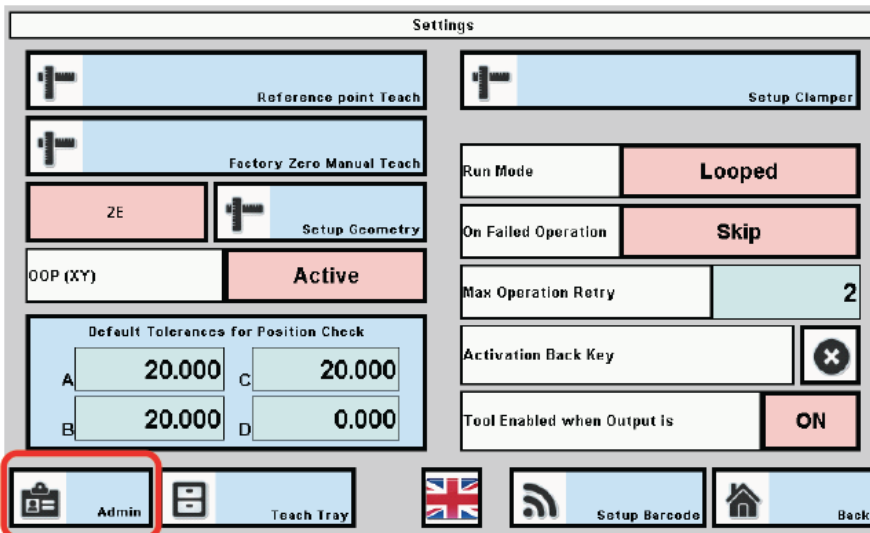 Settings
Reference point Teach
Setup Clamper
Factory Zero Manual Teach
Run Mode
Looped
2E
Setup Geometry
On Failed Operation
Skip
OOP (XY)
Active
Max Operation Retry
2
Default Tolerances for Position Check
A
20.000
C
20.000
B
20.000
D
0.000
Activation Back Key
Tool Enabled when Output is
ON
Admin
Teach Tray
Setup Barcode
Back